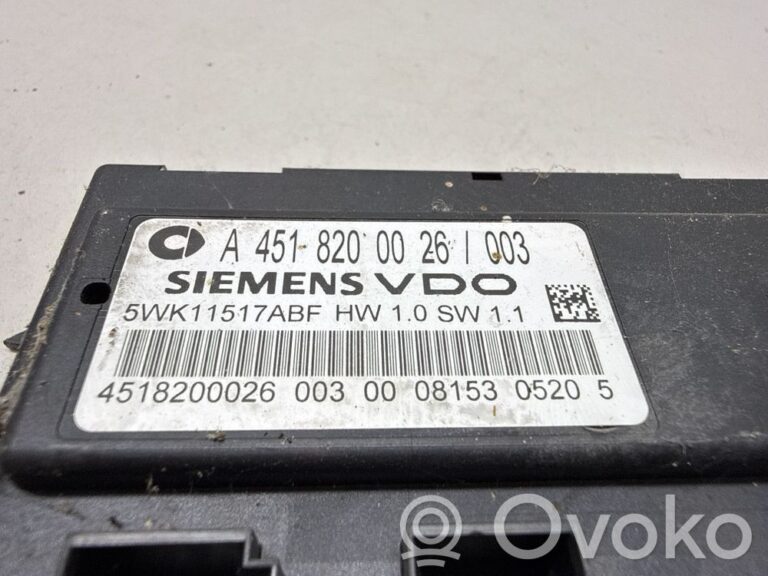 A 451 820 00 26 / 003
SIEMENS VDO
5WK11517ABF HW 1.0 SW 1.1
4518200026 003 00 08153 0520 5
Ovoko